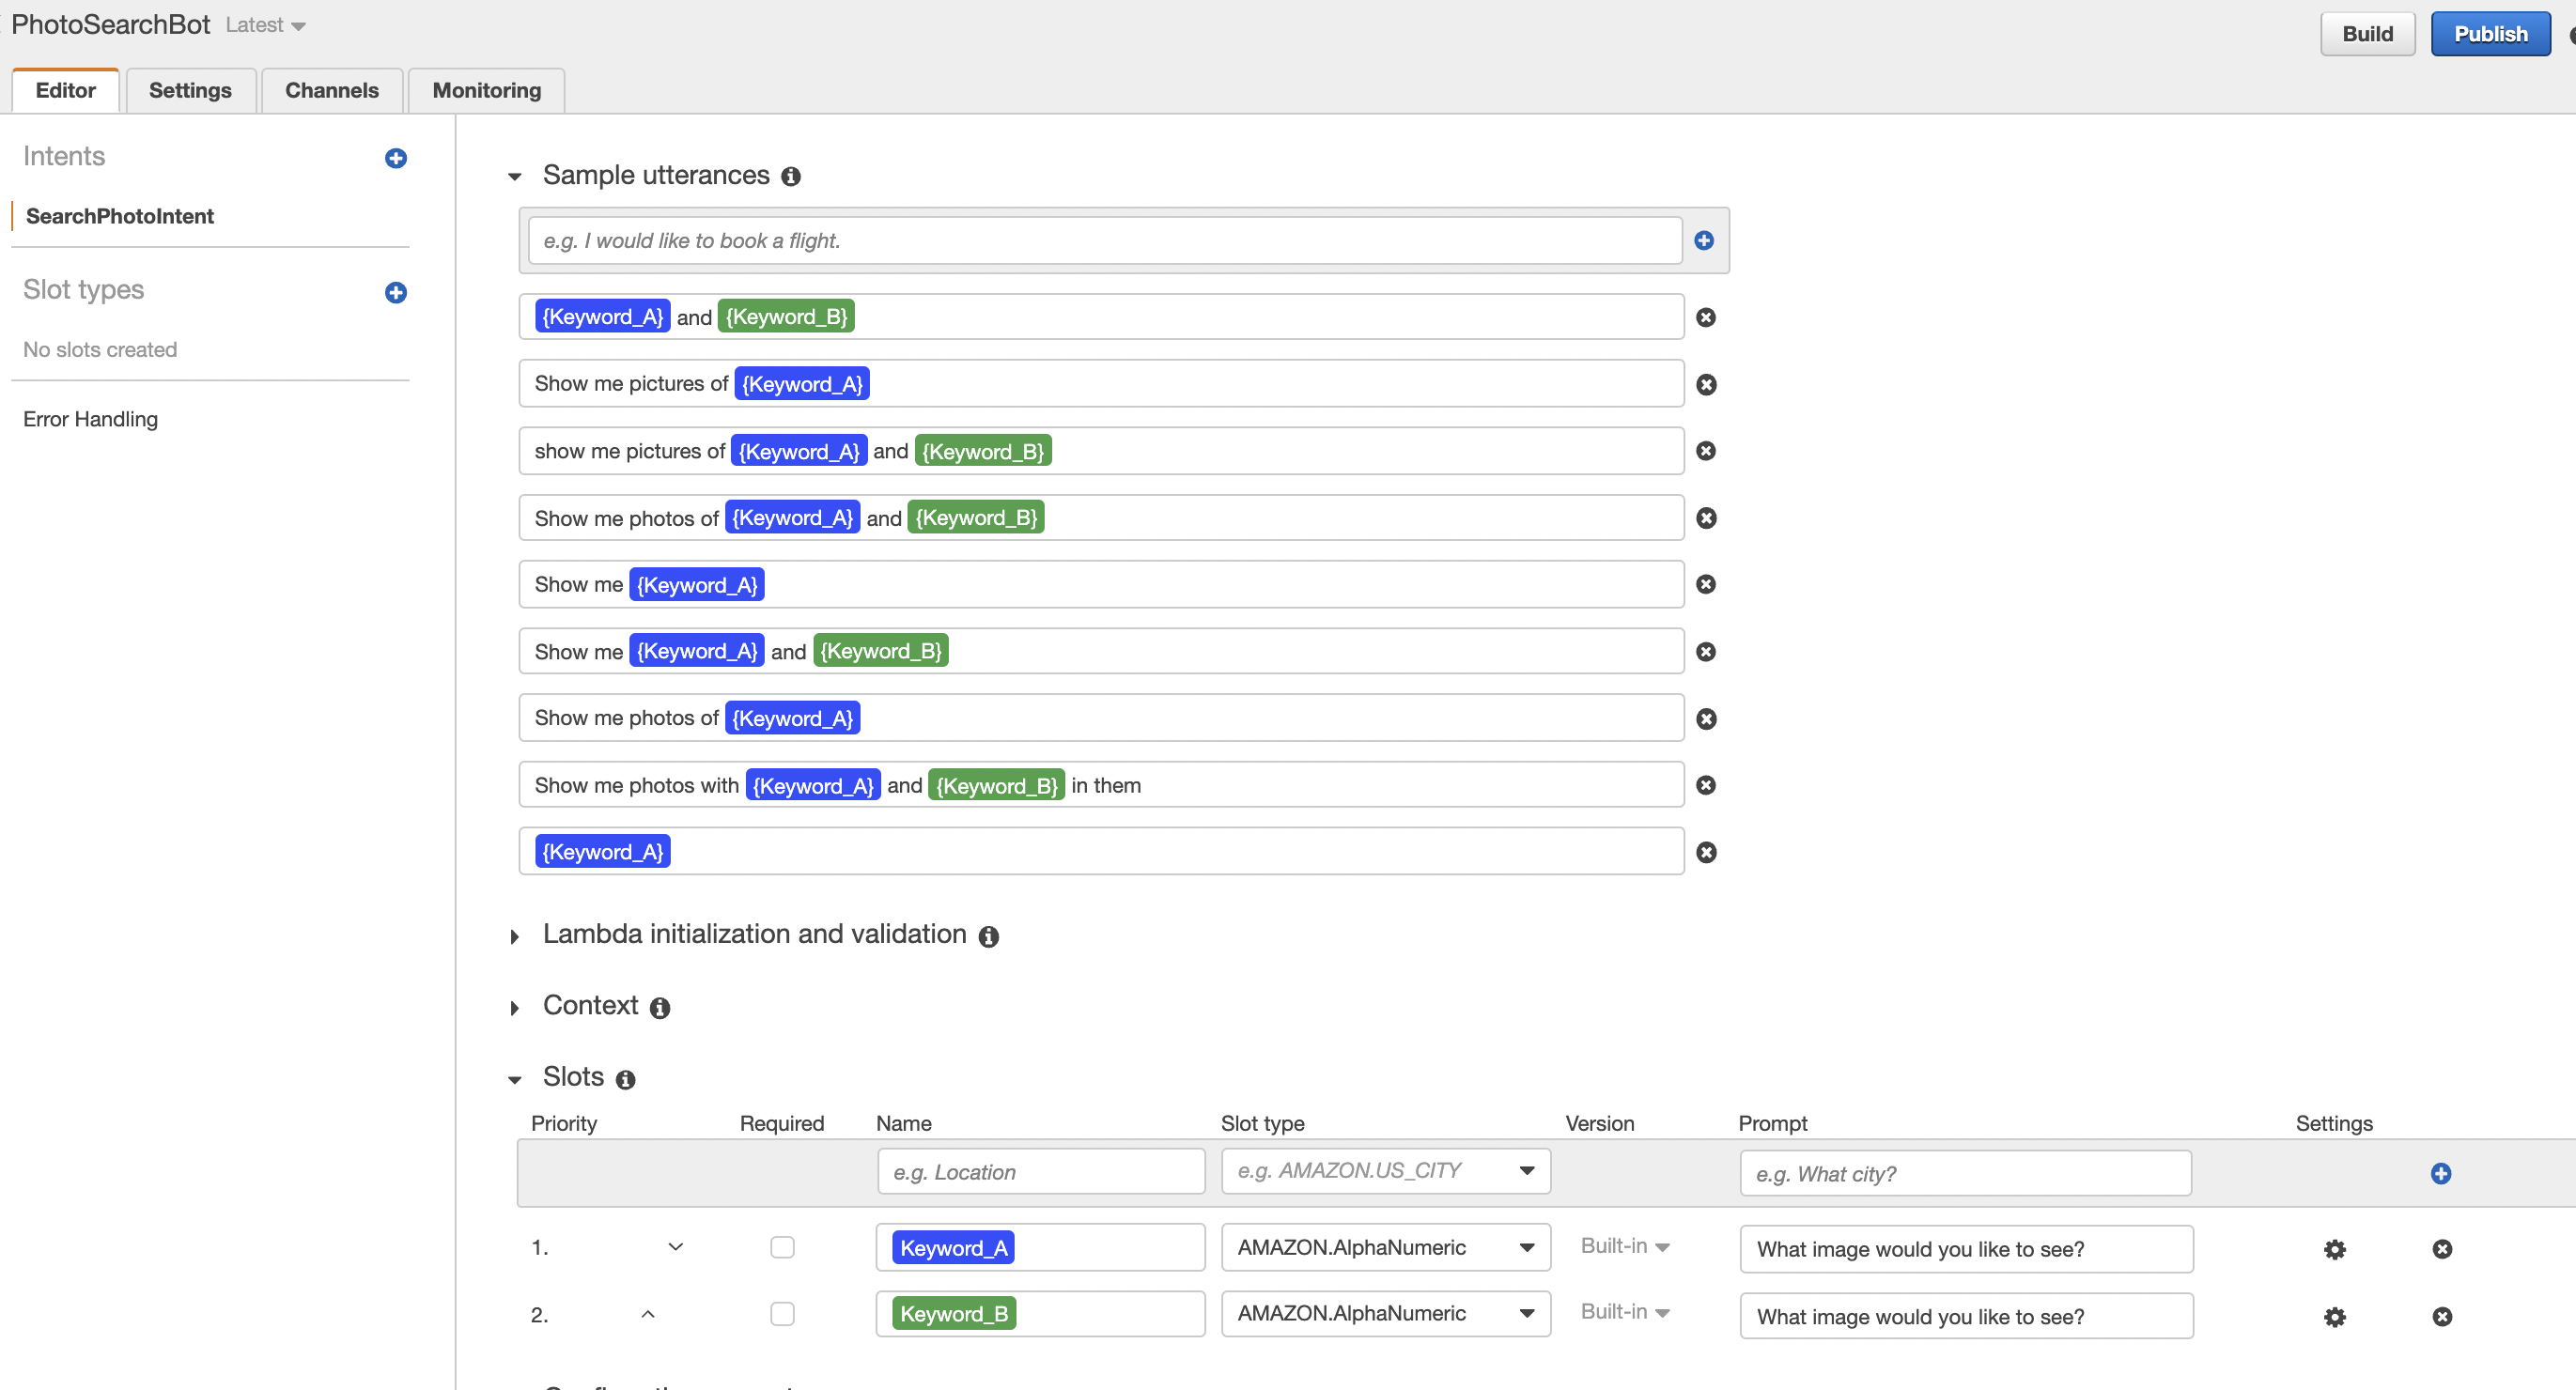 PhotoSearchBot Latest
Build Publish
Editor Settings Channels Monitoring
Intents
SearchPhotoIntent
Slot types
No slots created
Error Handling
Sample utterances
e.g. I would like to book a flight.
{Keyword_A} and {Keyword_B}
Show me pictures of {Keyword_A}
show me pictures of {Keyword_A} and {Keyword_B}
Show me photos of {Keyword_A} and {Keyword_B}
Show me {Keyword_A}
Show me {Keyword_A} and {Keyword_B}
Show me photos of {Keyword_A}
Show me photos with {Keyword_A} and {Keyword_B} in them
{Keyword_A}
Lambda initialization and validation
Context
Slots
Priority Required Name Slot type Version Prompt Settings
e.g. Location e.g. AMAZON.US_CITY e.g. What city?
1. Keyword_A AMAZON.AlphaNumeric Built-in What image would you like to see?
2. Keyword_B AMAZON.AlphaNumeric Built-in What image would you like to see?